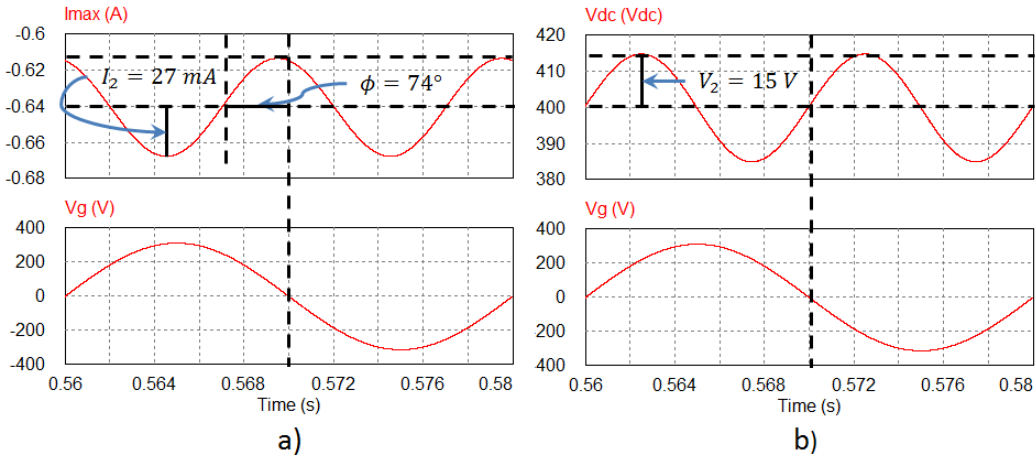 Imax (A)
-0.6
-0.62
-0.64
-0.66
-0.68
I₂ = 27 mA
ϕ = 74°
Vg (V)
400
200
0
-200
-400
0.56
0.564
0.568
0.572
0.576
0.58
Time (s)
a)
Vdc (Vdc)
420
410
400
390
380
V₂ = 15 V
Vg (V)
400
200
0
-200
-400
0.56
0.564
0.568
0.572
0.576
0.58
Time (s)
b)